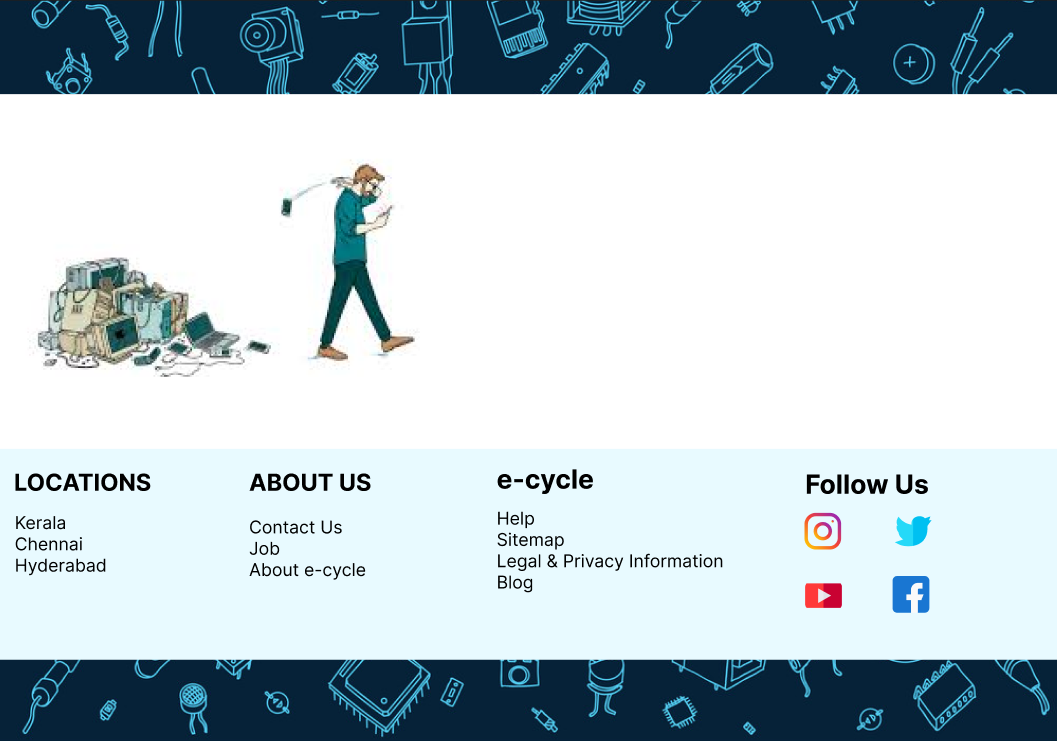 LOCATIONS
Kerala
Chennai
Hyderabad
ABOUT US
Contact Us
Job
About e-cycle
e-cycle
Help
Sitemap
Legal & Privacy Information
Blog
Follow Us